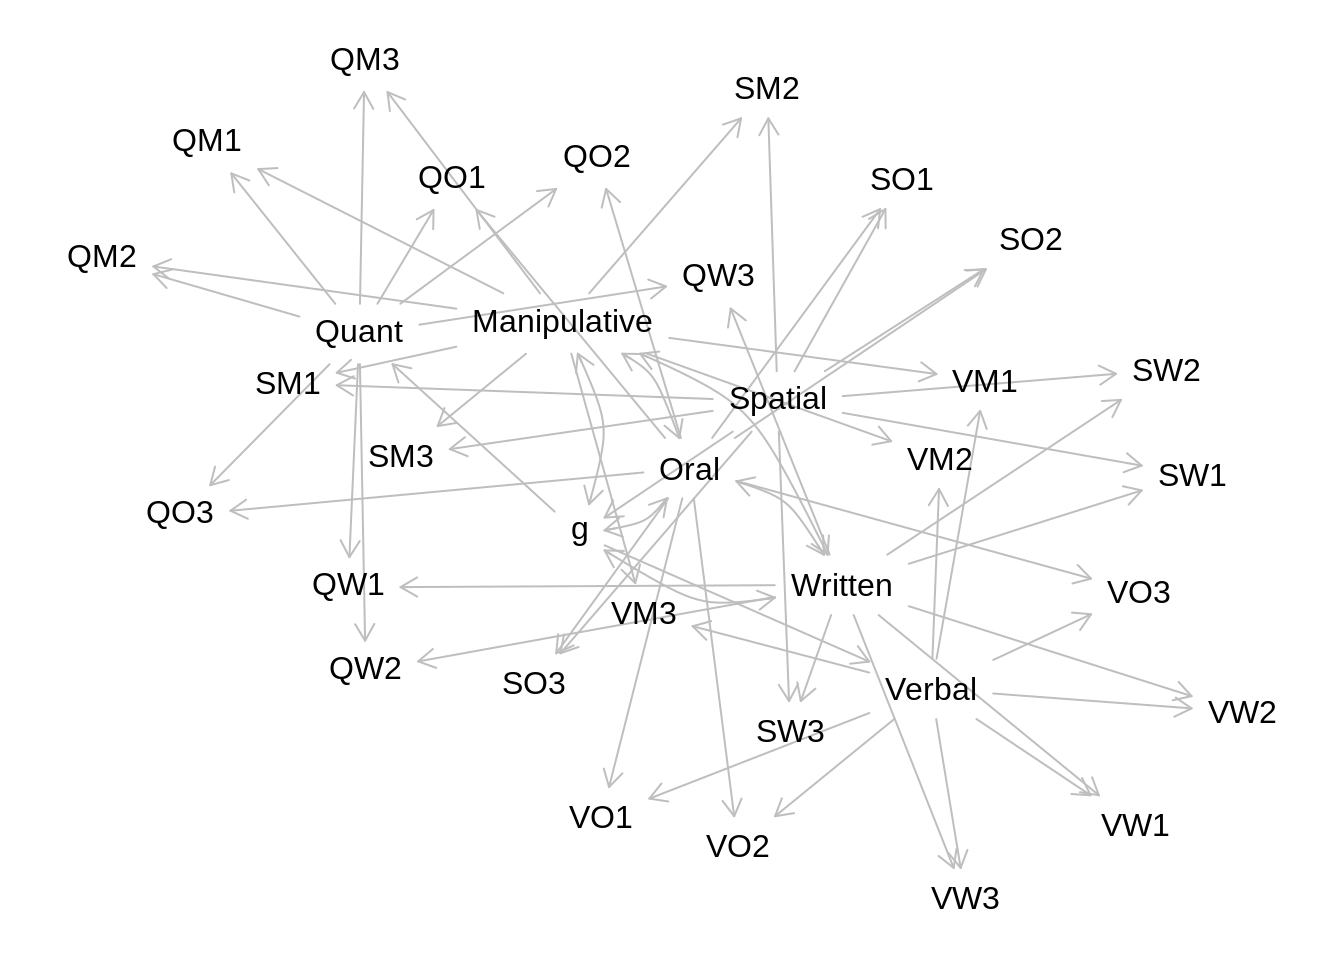 QM3
SM2
QM1
QO2
QO1
SO1
SO2
QM2
QW3
Manipulative
Quant
SW2
VM1
SM1
Spatial
SM3
VM2
Oral
SW1
QO3
g
QW1
Written
VO3
VM3
QW2
SO3
Verbal
VW2
SW3
VO1
VW1
VO2
VW3